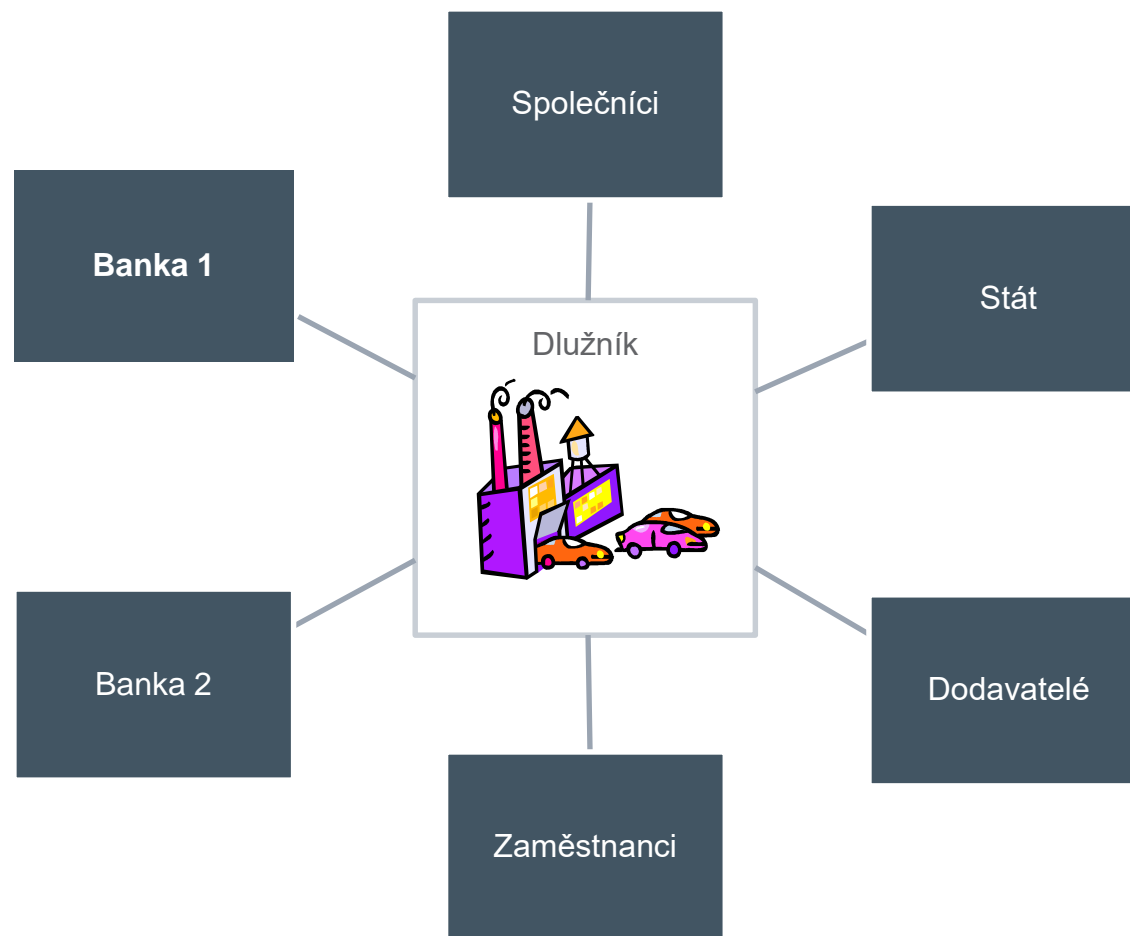 Společníci
Banka 1
Stát
Dlužník
Banka 2
Dodavatelé
Zaměstnanci